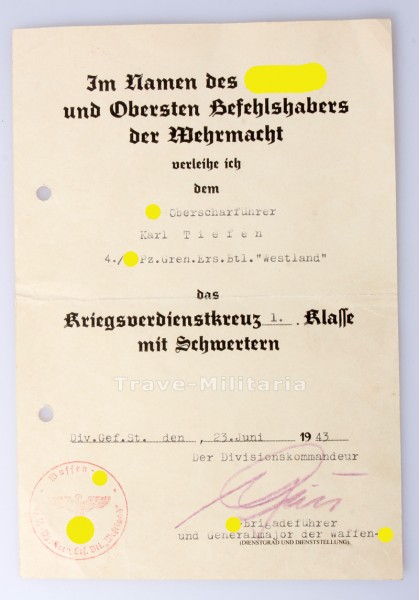 Im Namen des
und Obersten Befehlshabers
der Wehrmacht
verleihe ich
dem
Oberscharführer
Karl Tiefen
4./ Pz.Gren.Ers.Btl."Westland"
das
Kriegsverdienstkreuz 1. Klasse
mit Schwertern
Trave-Militaria
Div.Gef.St. den , 23.Juni 1943
Der Divisionskommandeur
Waffen-
-Brigadeführer
und Generalmajor der Waffen-
(DIENSTGRAD UND DIENSTSTELLUNG)